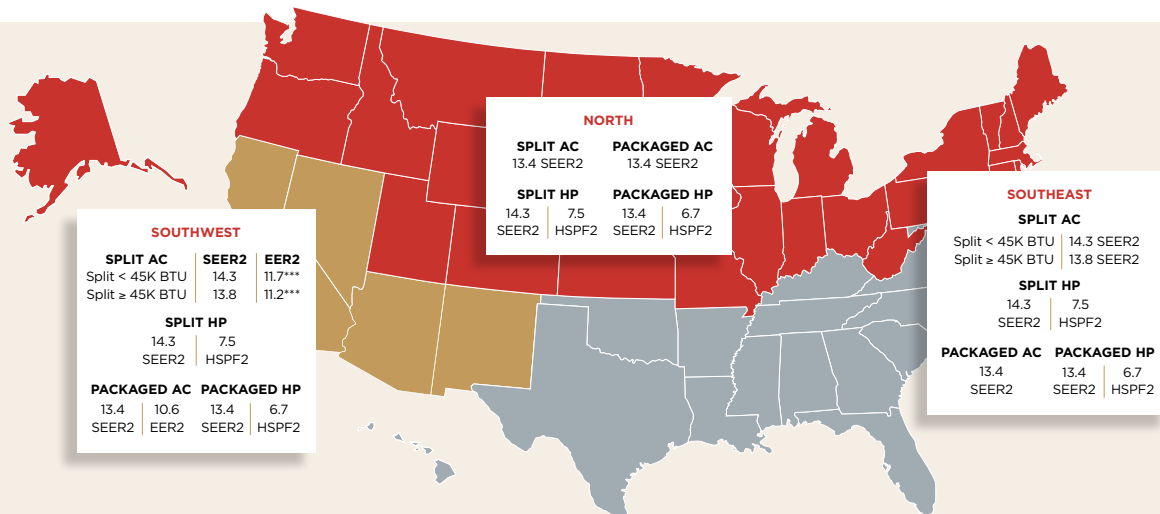 NORTH
SPLIT AC PACKAGED AC
13.4 SEER2 13.4 SEER2
SPLIT HP PACKAGED HP
14.3 7.5 13.4 6.7
SEER2 HSPF2 SEER2 HSPF2
SOUTHWEST
SPLIT AC SEER2 EER2
Split < 45K BTU 14.3 11.7***
Split ≥ 45K BTU 13.8 11.2***
SPLIT HP
14.3 7.5
SEER2 HSPF2
PACKAGED AC PACKAGED HP
13.4 10.6 13.4 6.7
SEER2 EER2 SEER2 HSPF2
SOUTHEAST
SPLIT AC
Split < 45K BTU 14.3 SEER2
Split ≥ 45K BTU 13.8 SEER2
SPLIT HP
14.3 7.5
SEER2 HSPF2
PACKAGED AC PACKAGED HP
13.4 13.4 6.7
SEER2 SEER2 HSPF2